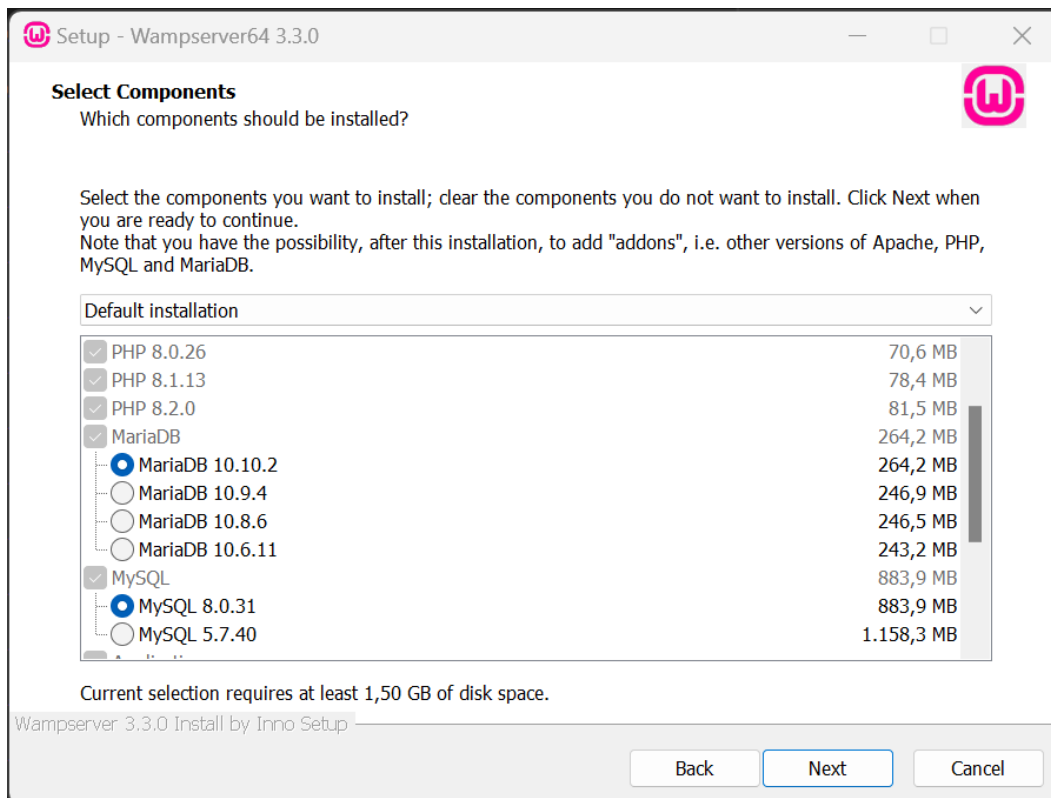 Setup - Wampserver64 3.3.0
Select Components
Which components should be installed?
Select the components you want to install; clear the components you do not want to install. Click Next when
you are ready to continue.
Note that you have the possibility, after this installation, to add "addons", i.e. other versions of Apache, PHP,
MySQL and MariaDB.
Default installation
PHP 8.0.26 70,6 MB
PHP 8.1.13 78,4 MB
PHP 8.2.0 81,5 MB
MariaDB 264,2 MB
MariaDB 10.10.2 264,2 MB
MariaDB 10.9.4 246,9 MB
MariaDB 10.8.6 246,5 MB
MariaDB 10.6.11 243,2 MB
MySQL 883,9 MB
MySQL 8.0.31 883,9 MB
MySQL 5.7.40 1.158,3 MB
Current selection requires at least 1,50 GB of disk space.
Wampserver 3.3.0 Install by Inno Setup
Back Next Cancel